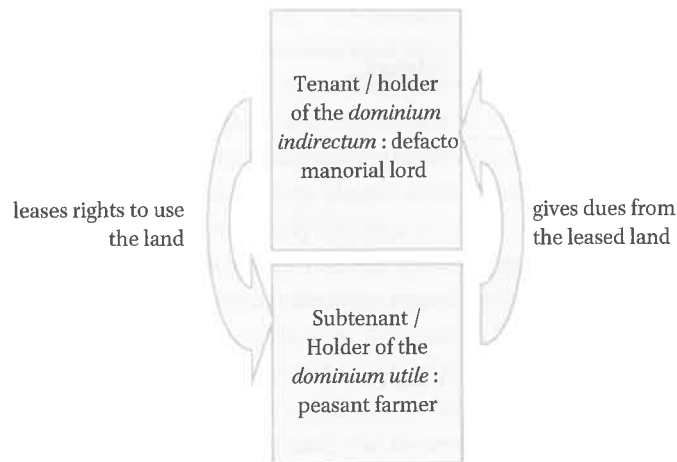 Tenant / holder
of the dominium
indirectum : defacto
manorial lord
leases rights to use
the land
gives dues from
the leased land
Subtenant /
Holder of the
dominium utile :
peasant farmer